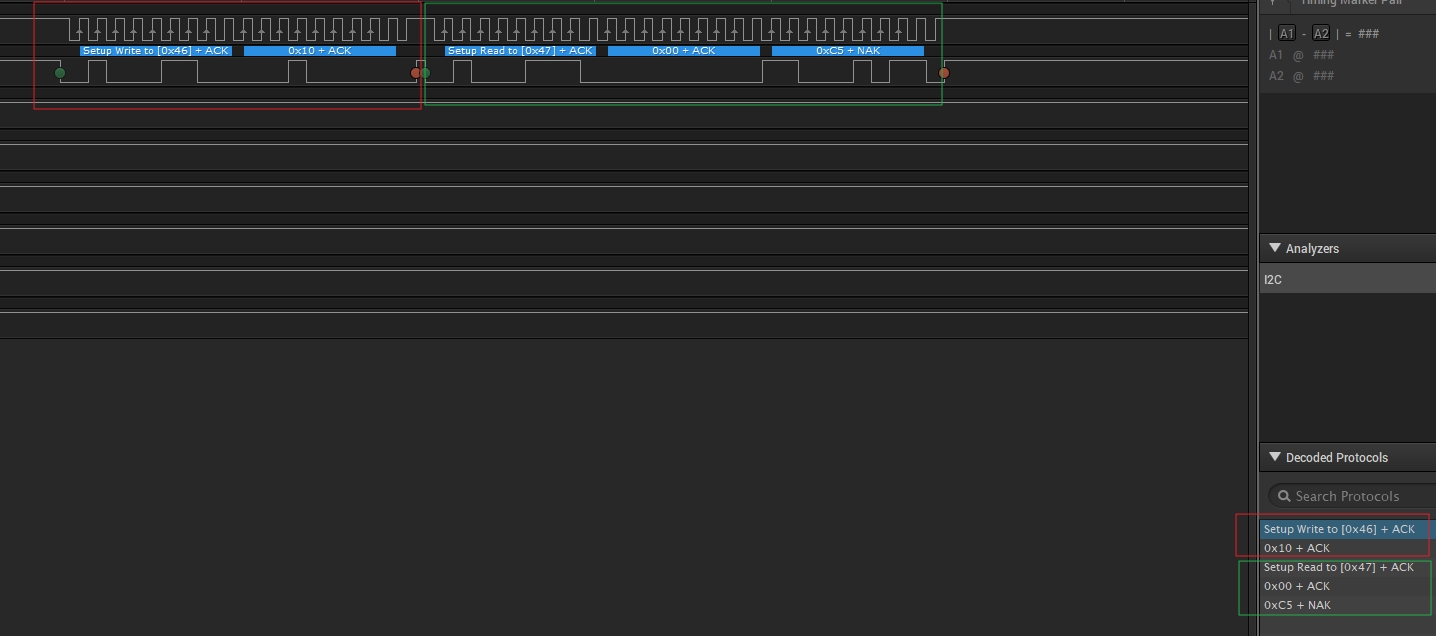 Setup Write to [0x46] + ACK
0x10 + ACK
Setup Read to [0x47] + ACK
0x00 + ACK
0xC5 + NAK
Timing Marker Pair
| A1 - A2 | = ###
A1 @ ###
A2 @ ###
Analyzers
I2C
Decoded Protocols
Search Protocols
Setup Write to [0x46] + ACK
0x10 + ACK
Setup Read to [0x47] + ACK
0x00 + ACK
0xC5 + NAK